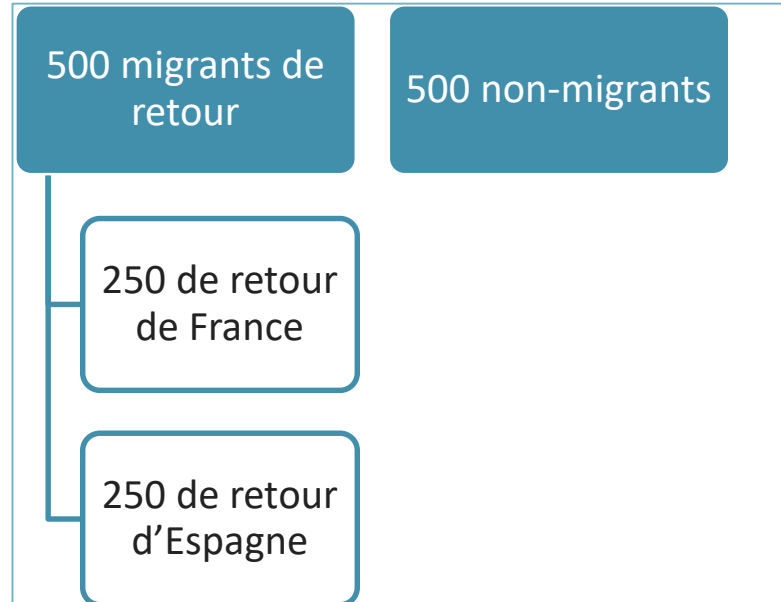 500 migrants de
retour
500 non-migrants
250 de retour
de France
250 de retour
d’Espagne